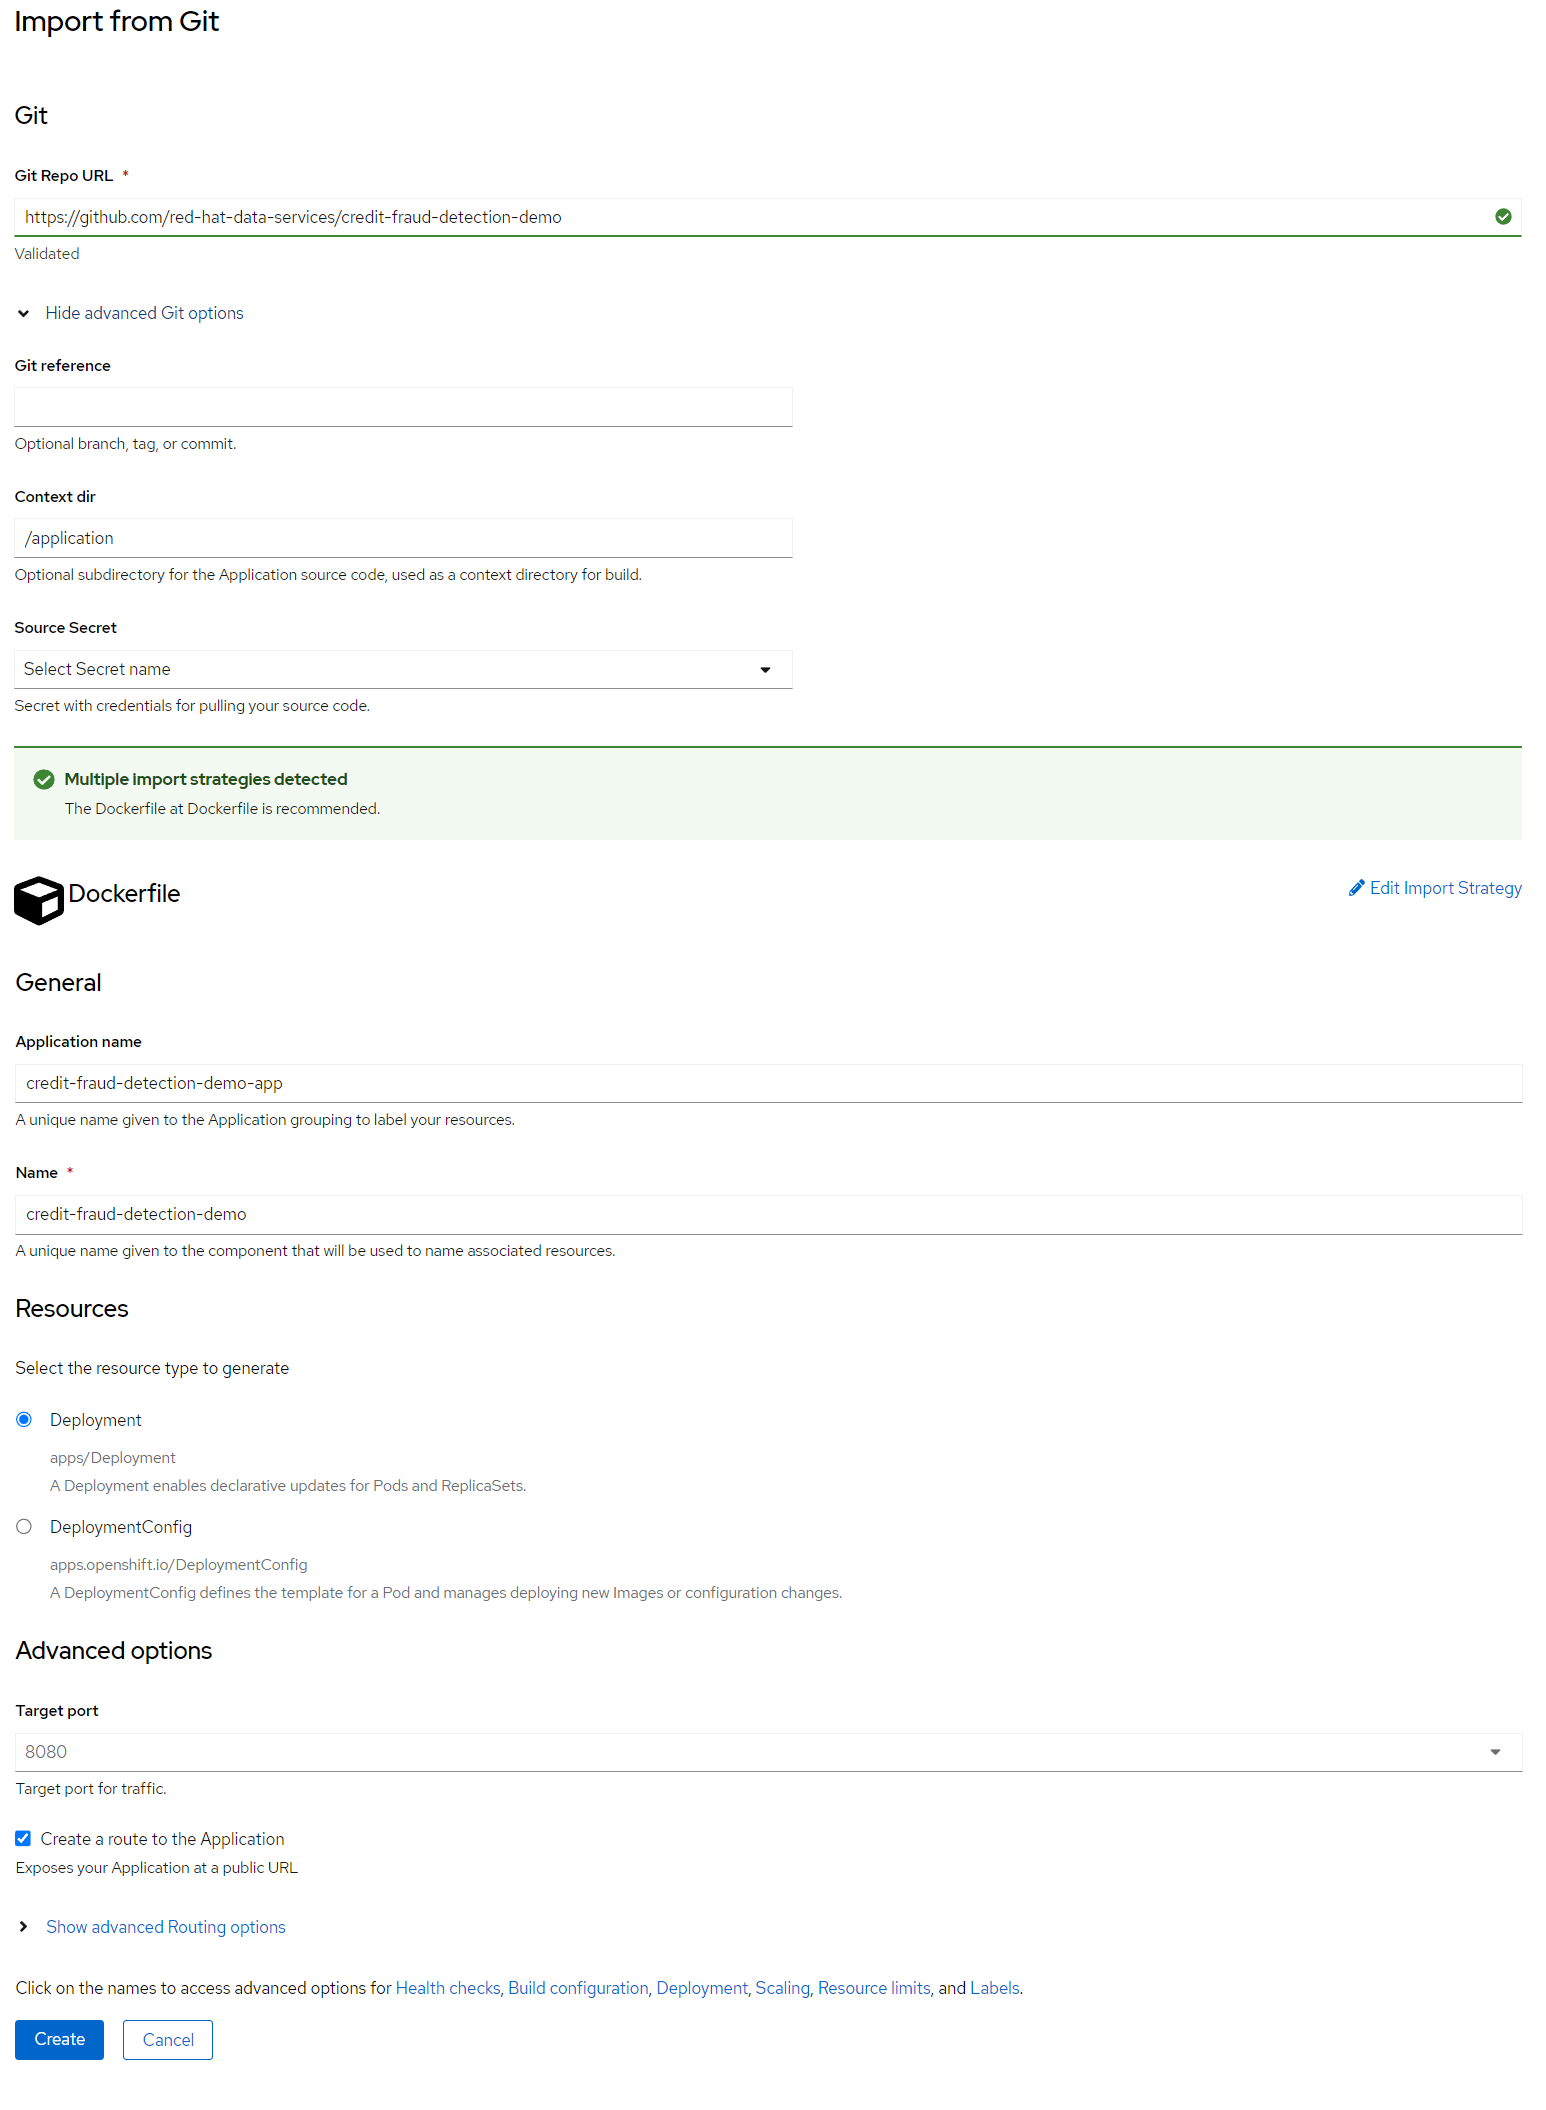 Import from Git
Git
Git Repo URL *
https://github.com/red-hat-data-services/credit-fraud-detection-demo
Validated
Hide advanced Git options
Git reference
Optional branch, tag, or commit.
Context dir
/application
Optional subdirectory for the Application source code, used as a context directory for build.
Source Secret
Select Secret name
Secret with credentials for pulling your source code.
Multiple import strategies detected
The Dockerfile at Dockerfile is recommended.
Dockerfile
Edit Import Strategy
General
Application name
credit-fraud-detection-demo-app
A unique name given to the Application grouping to label your resources.
Name *
credit-fraud-detection-demo
A unique name given to the component that will be used to name associated resources.
Resources
Select the resource type to generate
Deployment
apps/Deployment
A Deployment enables declarative updates for Pods and ReplicaSets.
DeploymentConfig
apps.openshift.io/DeploymentConfig
A DeploymentConfig defines the template for a Pod and manages deploying new Images or configuration changes.
Advanced options
Target port
8080
Target port for traffic.
Create a route to the Application
Exposes your Application at a public URL
Show advanced Routing options
Click on the names to access advanced options for Health checks, Build configuration, Deployment, Scaling, Resource limits, and Labels.
Create
Cancel